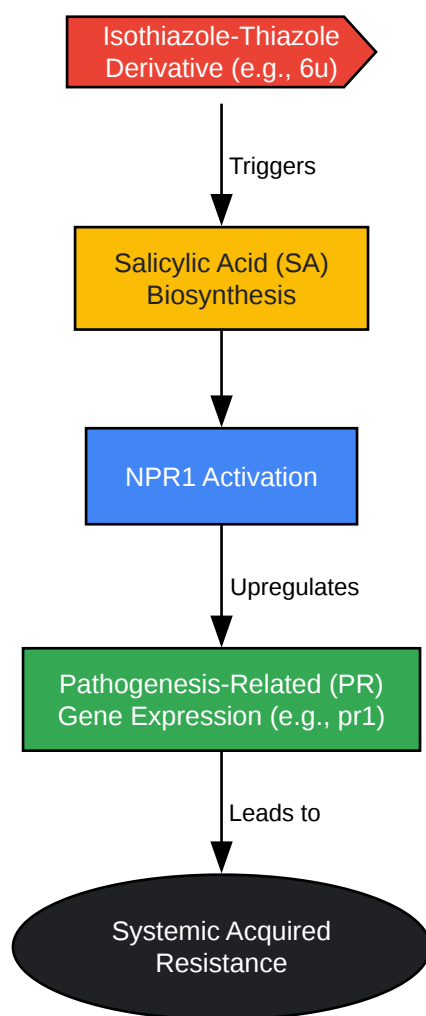 Isothiazole-Thiazole
Derivative (e.g., 6u)
Triggers
Salicylic Acid (SA)
Biosynthesis
NPR1 Activation
Upregulates
Pathogenesis-Related (PR)
Gene Expression (e.g., pr1)
Leads to
Systemic Acquired
Resistance